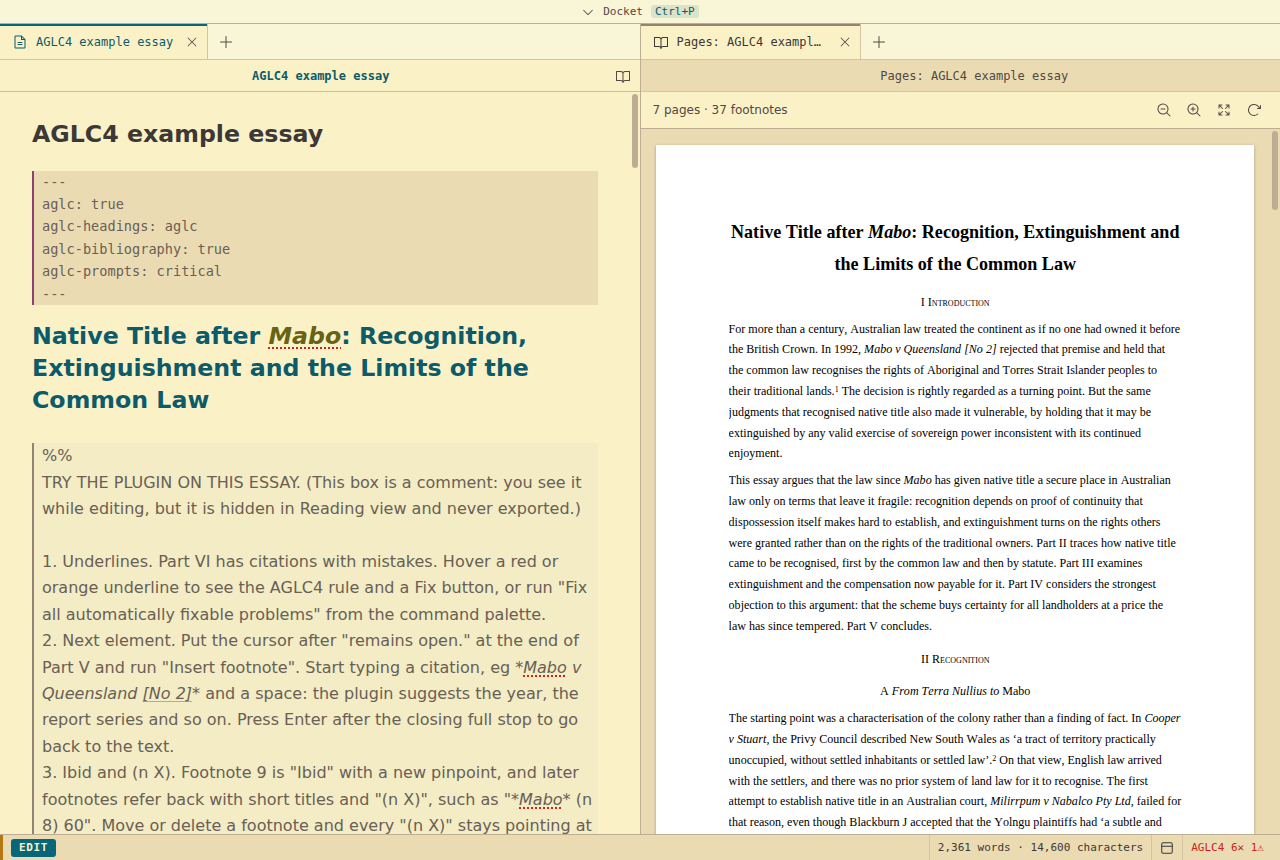 Docket Ctrl+P
AGLC4 example essay
Pages: AGLC4 exampl…
AGLC4 example essay
Pages: AGLC4 example essay
7 pages · 37 footnotes
AGLC4 example essay
---
aglc: true
aglc-headings: aglc
aglc-bibliography: true
aglc-prompts: critical
---
Native Title after Mabo: Recognition,
Extinguishment and the Limits of the
Common Law
%%
TRY THE PLUGIN ON THIS ESSAY. (This box is a comment: you see it
while editing, but it is hidden in Reading view and never exported.)
1. Underlines. Part VI has citations with mistakes. Hover a red or
orange underline to see the AGLC4 rule and a Fix button, or run "Fix
all automatically fixable problems" from the command palette.
2. Next element. Put the cursor after "remains open." at the end of
Part V and run "Insert footnote". Start typing a citation, eg *Mabo v
Queensland [No 2]* and a space: the plugin suggests the year, the
report series and so on. Press Enter after the closing full stop to go
back to the text.
3. Ibid and (n X). Footnote 9 is "Ibid" with a new pinpoint, and later
footnotes refer back with short titles and "(n X)", such as "*Mabo* (n
8) 60". Move or delete a footnote and every "(n X)" stays pointing at
Native Title after Mabo: Recognition, Extinguishment and
the Limits of the Common Law
I Introduction
For more than a century, Australian law treated the continent as if no one had owned it before
the British Crown. In 1992, Mabo v Queensland [No 2] rejected that premise and held that
the common law recognises the rights of Aboriginal and Torres Strait Islander peoples to
their traditional lands.¹ The decision is rightly regarded as a turning point. But the same
judgments that recognised native title also made it vulnerable, by holding that it may be
extinguished by any valid exercise of sovereign power inconsistent with its continued
enjoyment.
This essay argues that the law since Mabo has given native title a secure place in Australian
law only on terms that leave it fragile: recognition depends on proof of continuity that
dispossession itself makes hard to establish, and extinguishment turns on the rights others
were granted rather than on the rights of the traditional owners. Part II traces how native title
came to be recognised, first by the common law and then by statute. Part III examines
extinguishment and the compensation now payable for it. Part IV considers the strongest
objection to this argument: that the scheme buys certainty for all landholders at a price the
law has since tempered. Part V concludes.
II Recognition
A From Terra Nullius to Mabo
The starting point was a characterisation of the colony rather than a finding of fact. In Cooper
v Stuart, the Privy Council described New South Wales as ‘a tract of territory practically
unoccupied, without settled inhabitants or settled law’.² On that view, English law arrived
with the settlers, and there was no prior system of land law for it to recognise. The first
attempt to establish native title in an Australian court, Milirrpum v Nabalco Pty Ltd, failed for
that reason, even though Blackburn J accepted that the Yolngu plaintiffs had ‘a subtle and
EDIT
2,361 words · 14,600 characters
AGLC4 6× 1⚠